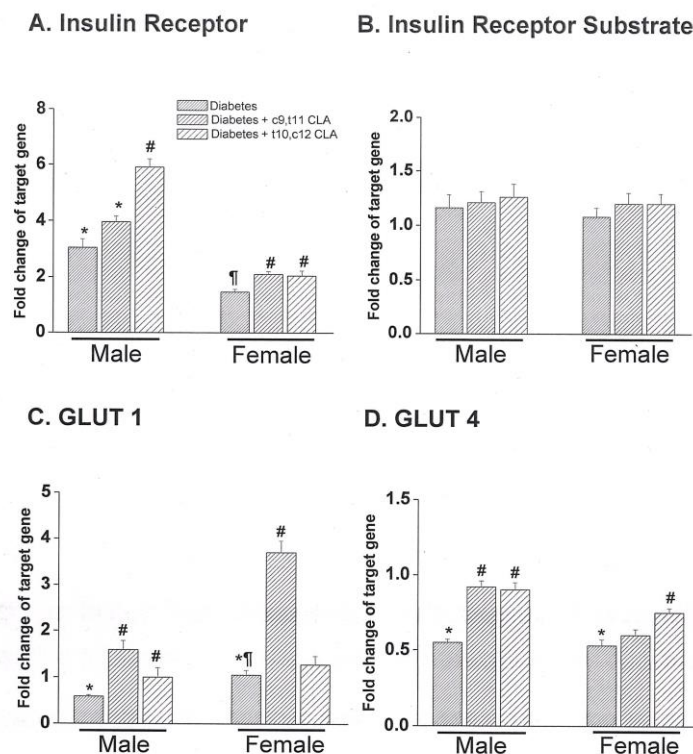 A. Insulin Receptor
Fold change of target gene
8
6
4
2
0
Diabetes
Diabetes + c9,t11 CLA
Diabetes + t10,c12 CLA
*
*
#
¶
#
#
Male
Female
B. Insulin Receptor Substrate
Fold change of target gene
2.0
1.5
1.0
0.5
0.0
Male
Female
C. GLUT 1
Fold change of target gene
5
4
3
2
1
0
*
#
#
*¶
#
Male
Female
D. GLUT 4
Fold change of target gene
1.5
1.0
0.5
0.0
*
#
#
*
#
Male
Female